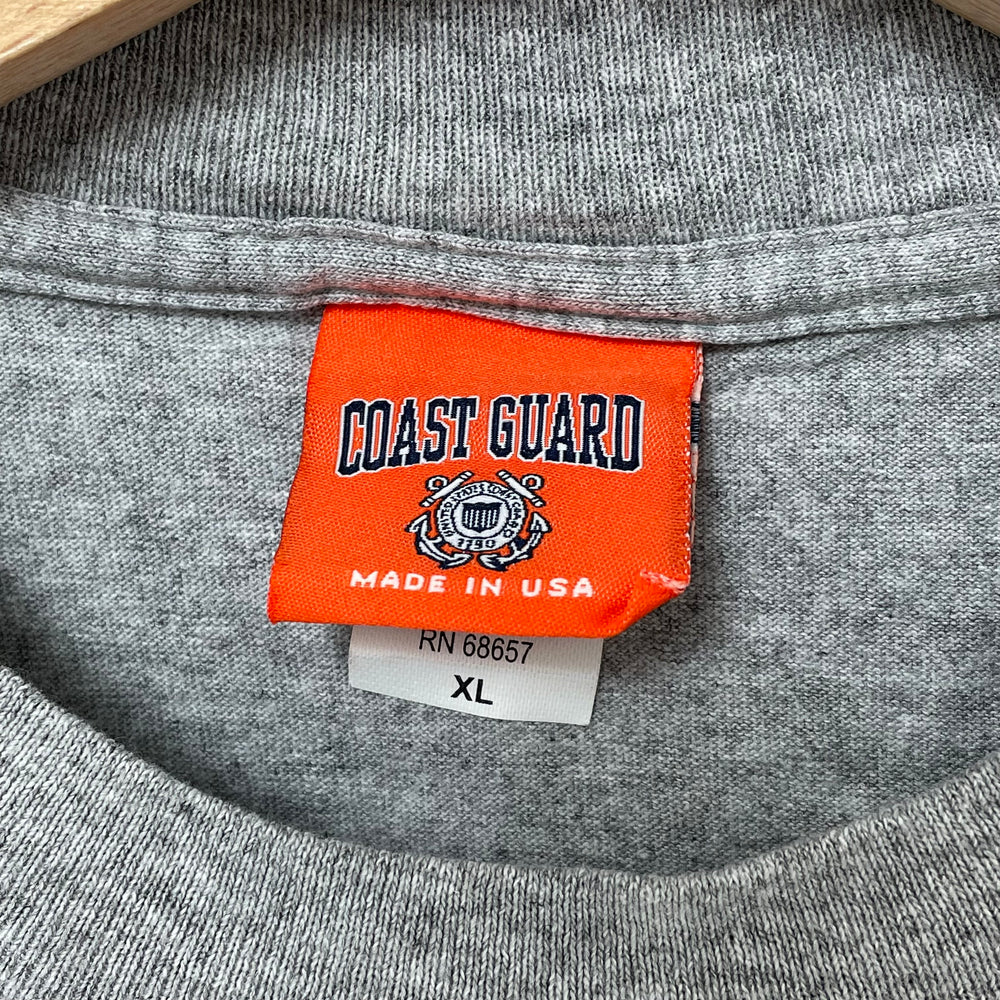 COAST GUARD
UNITED STATES COAST GUARD
1790
MADE IN USA
RN 68657
XL